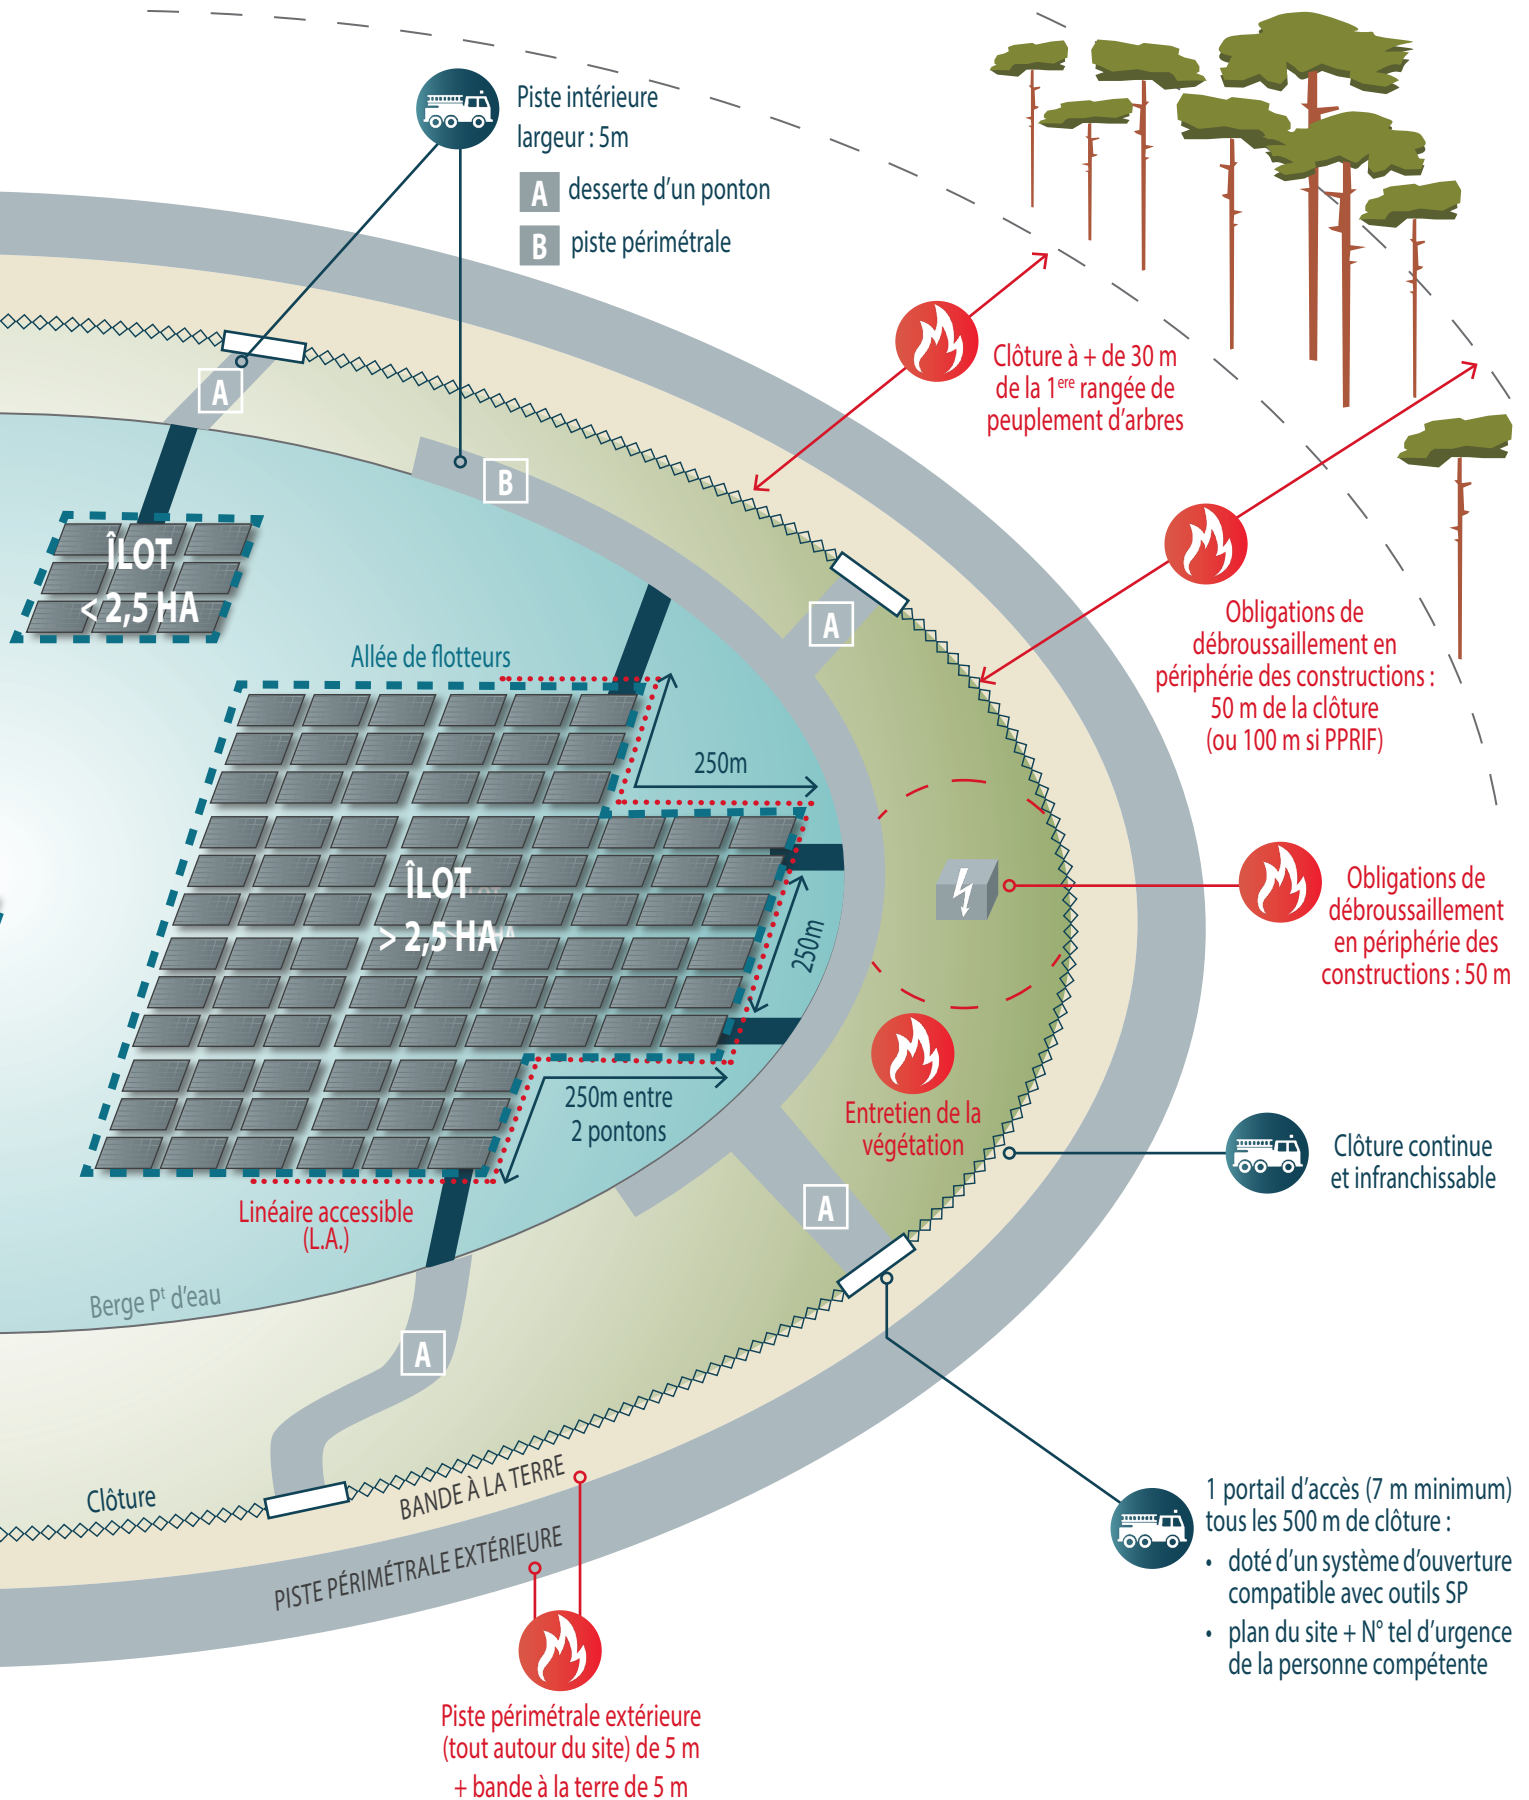 Piste intérieure
largeur : 5m
A desserte d’un ponton
B piste périmétrale
Clôture à + de 30 m
de la 1ere rangée de
peuplement d’arbres
A
B
ÎLOT
< 2,5 HA
Obligations de
débroussaillement en
périphérie des constructions :
50 m de la clôture
(ou 100 m si PPRIF)
A
Allée de flotteurs
250m
ÎLOT
> 2,5 HA
250m
Obligations de
débroussaillement
en périphérie des
constructions : 50 m
250m entre
2 pontons
Entretien de la
végétation
Clôture continue
et infranchissable
A
Linéaire accessible
(L.A.)
Berge Pt d’eau
A
Clôture
BANDE À LA TERRE
PISTE PÉRIMÉTRALE EXTÉRIEURE
1 portail d’accès (7 m minimum)
tous les 500 m de clôture :
• doté d’un système d’ouverture
compatible avec outils SP
• plan du site + N° tel d’urgence
de la personne compétente
Piste périmétrale extérieure
(tout autour du site) de 5 m
+ bande à la terre de 5 m